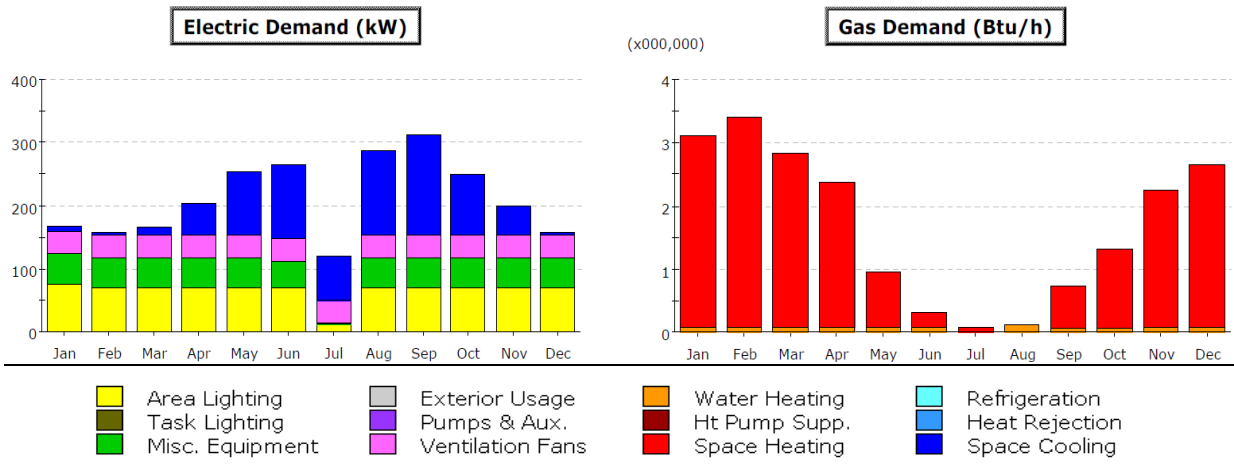 Electric Demand (kW)
Gas Demand (Btu/h)
(x000,000)
400
300
200
100
0
Jan Feb Mar Apr May Jun Jul Aug Sep Oct Nov Dec
4
3
2
1
0
Jan Feb Mar Apr May Jun Jul Aug Sep Oct Nov Dec
Area Lighting Exterior Usage Water Heating Refrigeration
Task Lighting Pumps & Aux. Ht Pump Supp. Heat Rejection
Misc. Equipment Ventilation Fans Space Heating Space Cooling